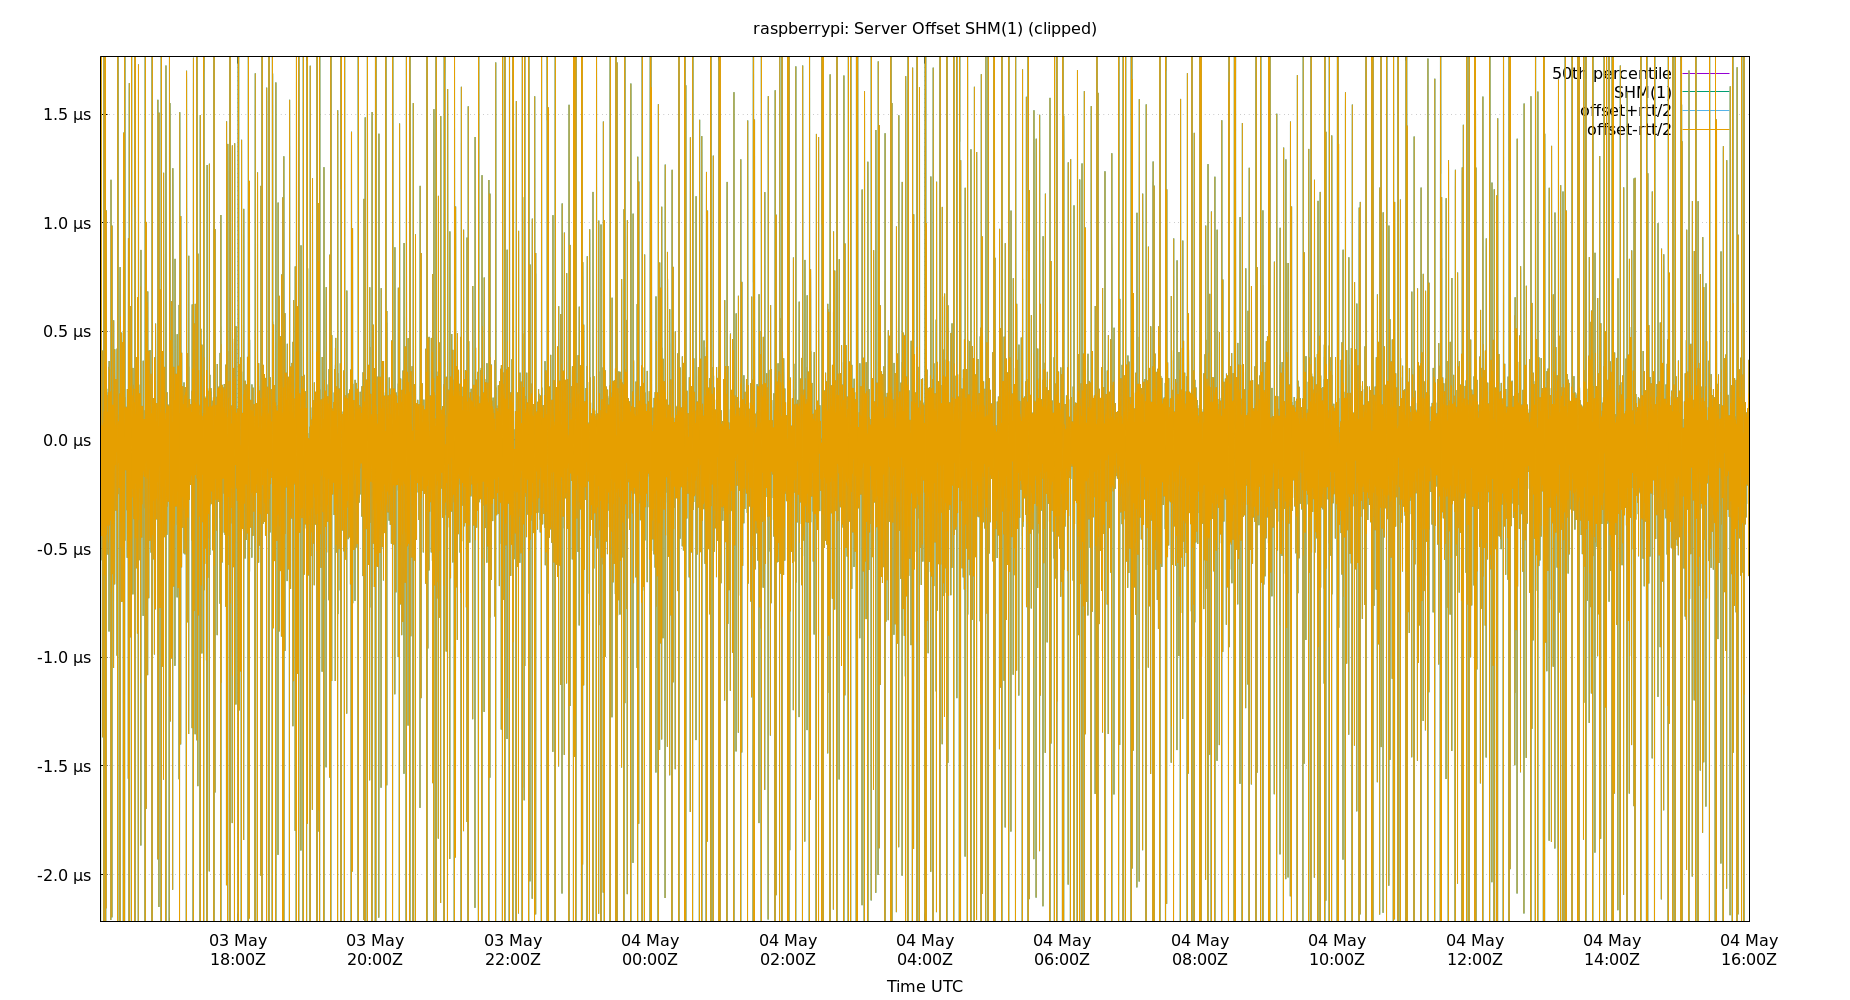 raspberrypi: Server Offset SHM(1) (clipped)
50th percentile
SHM(1)
offset+rtt/2
offset-rtt/2
1.5 µs
1.0 µs
0.5 µs
0.0 µs
-0.5 µs
-1.0 µs
-1.5 µs
-2.0 µs
03 May 03 May 03 May 04 May 04 May 04 May 04 May 04 May 04 May 04 May 04 May 04 May
18:00Z 20:00Z 22:00Z 00:00Z 02:00Z 04:00Z 06:00Z 08:00Z 10:00Z 12:00Z 14:00Z 16:00Z
Time UTC